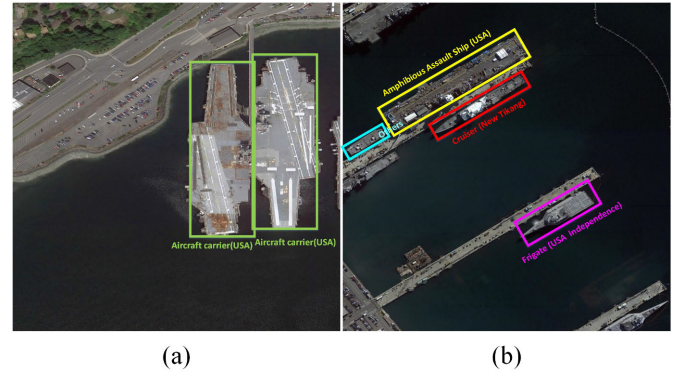 Aircraft carrier(USA)
Aircraft carrier(USA)
Amphibious Assault Ship (USA)
Others
Cruiser (New Tikang)
Frigate (USA Independence)
(a)
(b)